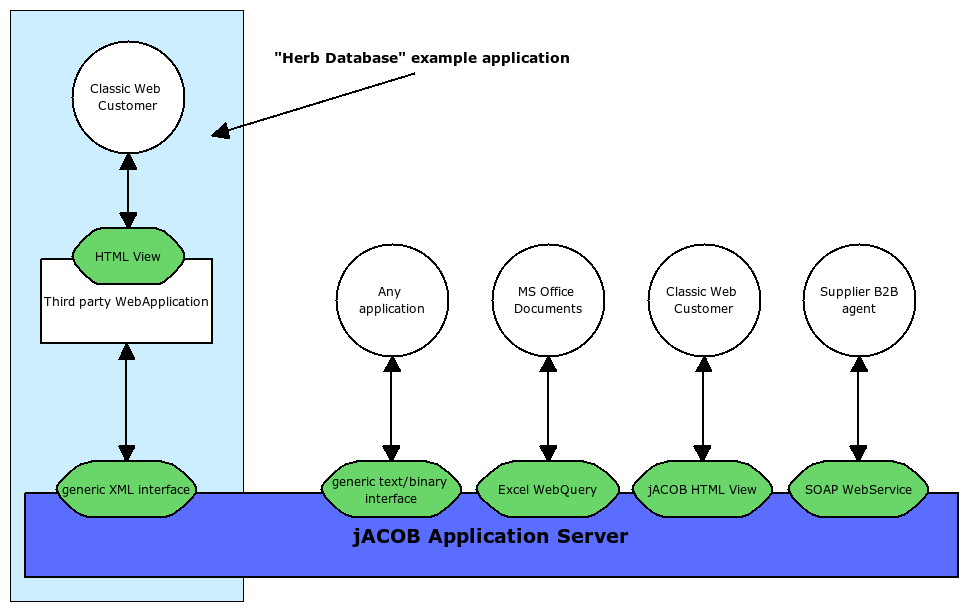 "Herb Database" example application
Classic Web
Customer
HTML View
Third party WebApplication
Any
application
MS Office
Documents
Classic Web
Customer
Supplier B2B
agent
generic XML interface
generic text/binary
interface
Excel WebQuery
jACOB HTML View
SOAP WebService
jACOB Application Server